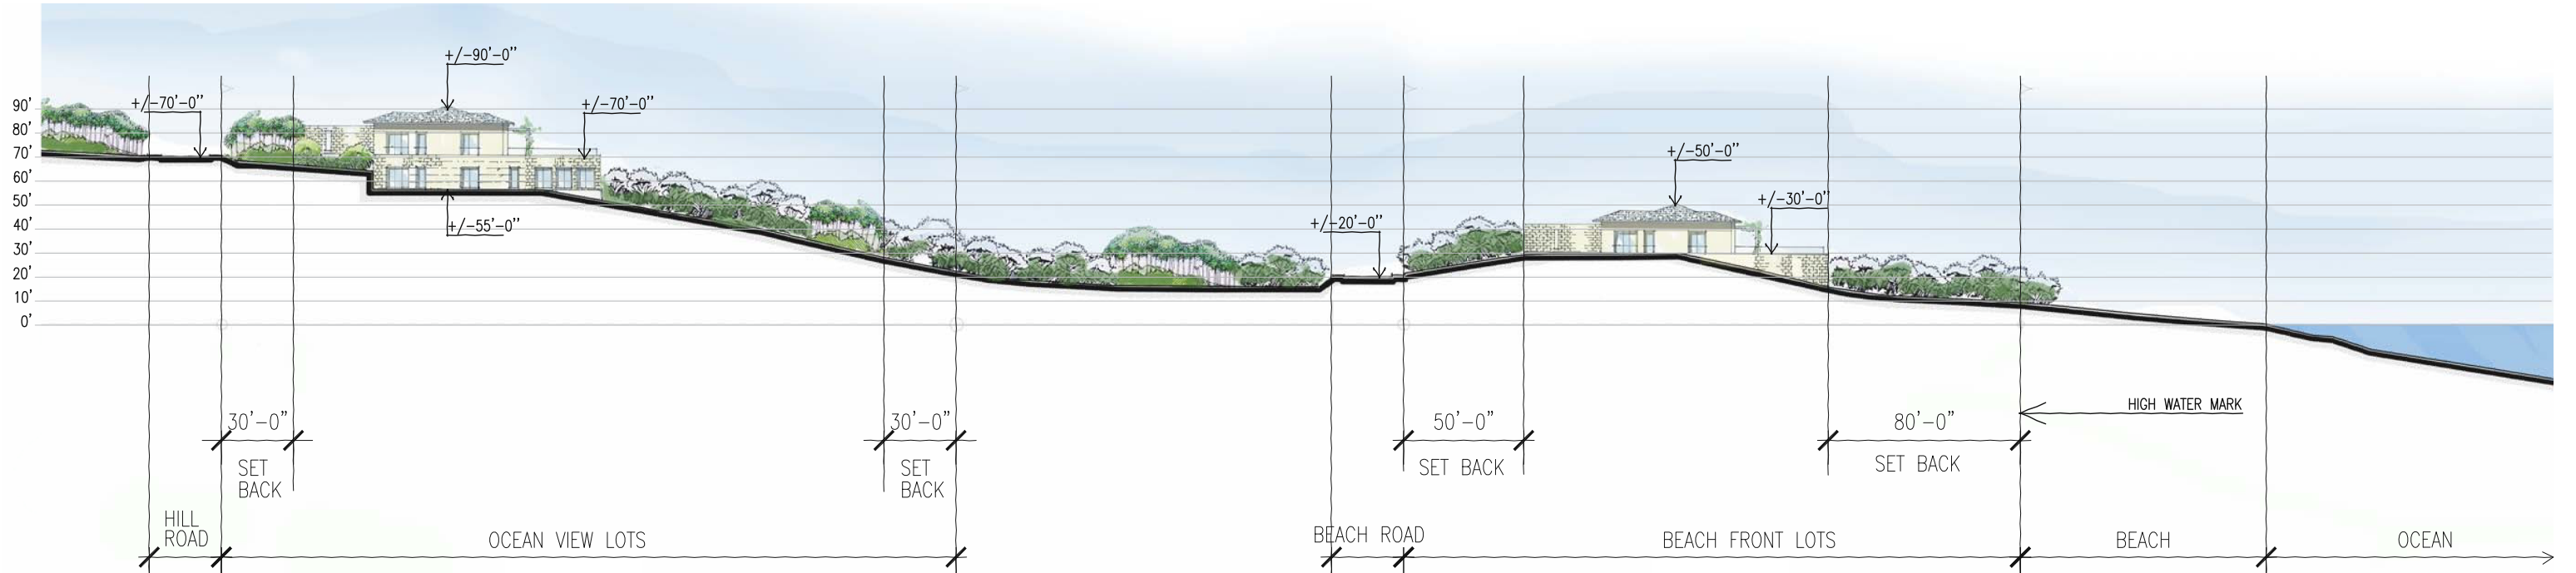 +/-90'-0"
+/-70'-0"
+/-70'-0"
90'
80'
70'
60'
50'
40'
30'
20'
10'
0'
+/-55'-0"
+/-20'-0"
+/-50'-0"
+/-30'-0"
30'-0"
SET
BACK
30'-0"
SET
BACK
50'-0"
SET BACK
80'-0"
SET BACK
HIGH WATER MARK
HILL
ROAD
OCEAN VIEW LOTS
BEACH ROAD
BEACH FRONT LOTS
BEACH
OCEAN